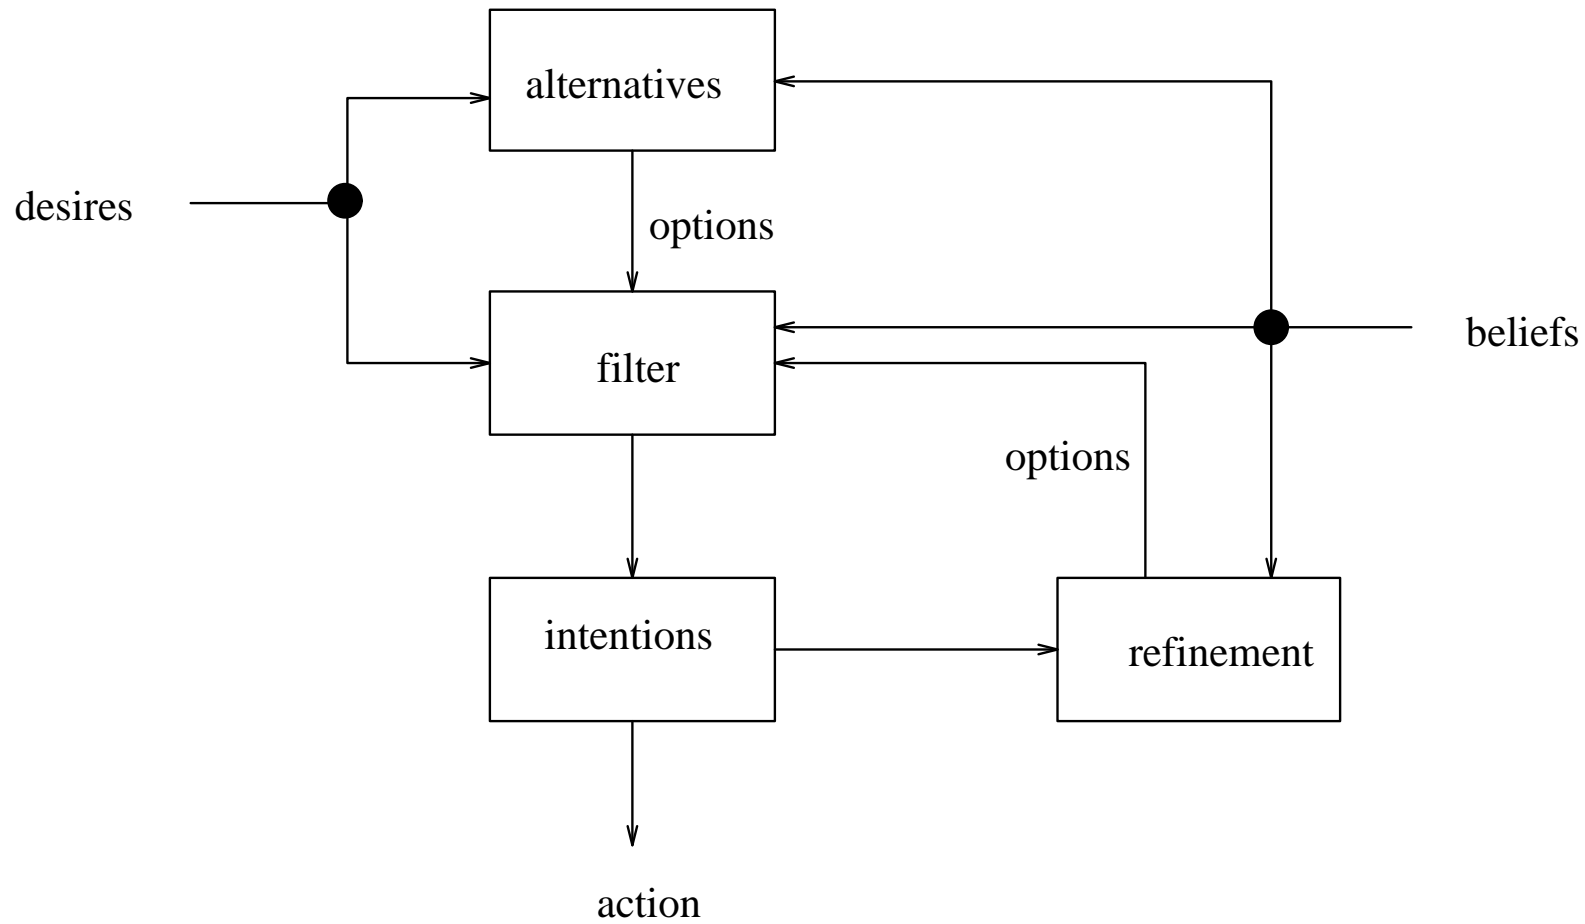 alternatives
desires
options
beliefs
filter
options
intentions
refinement
action